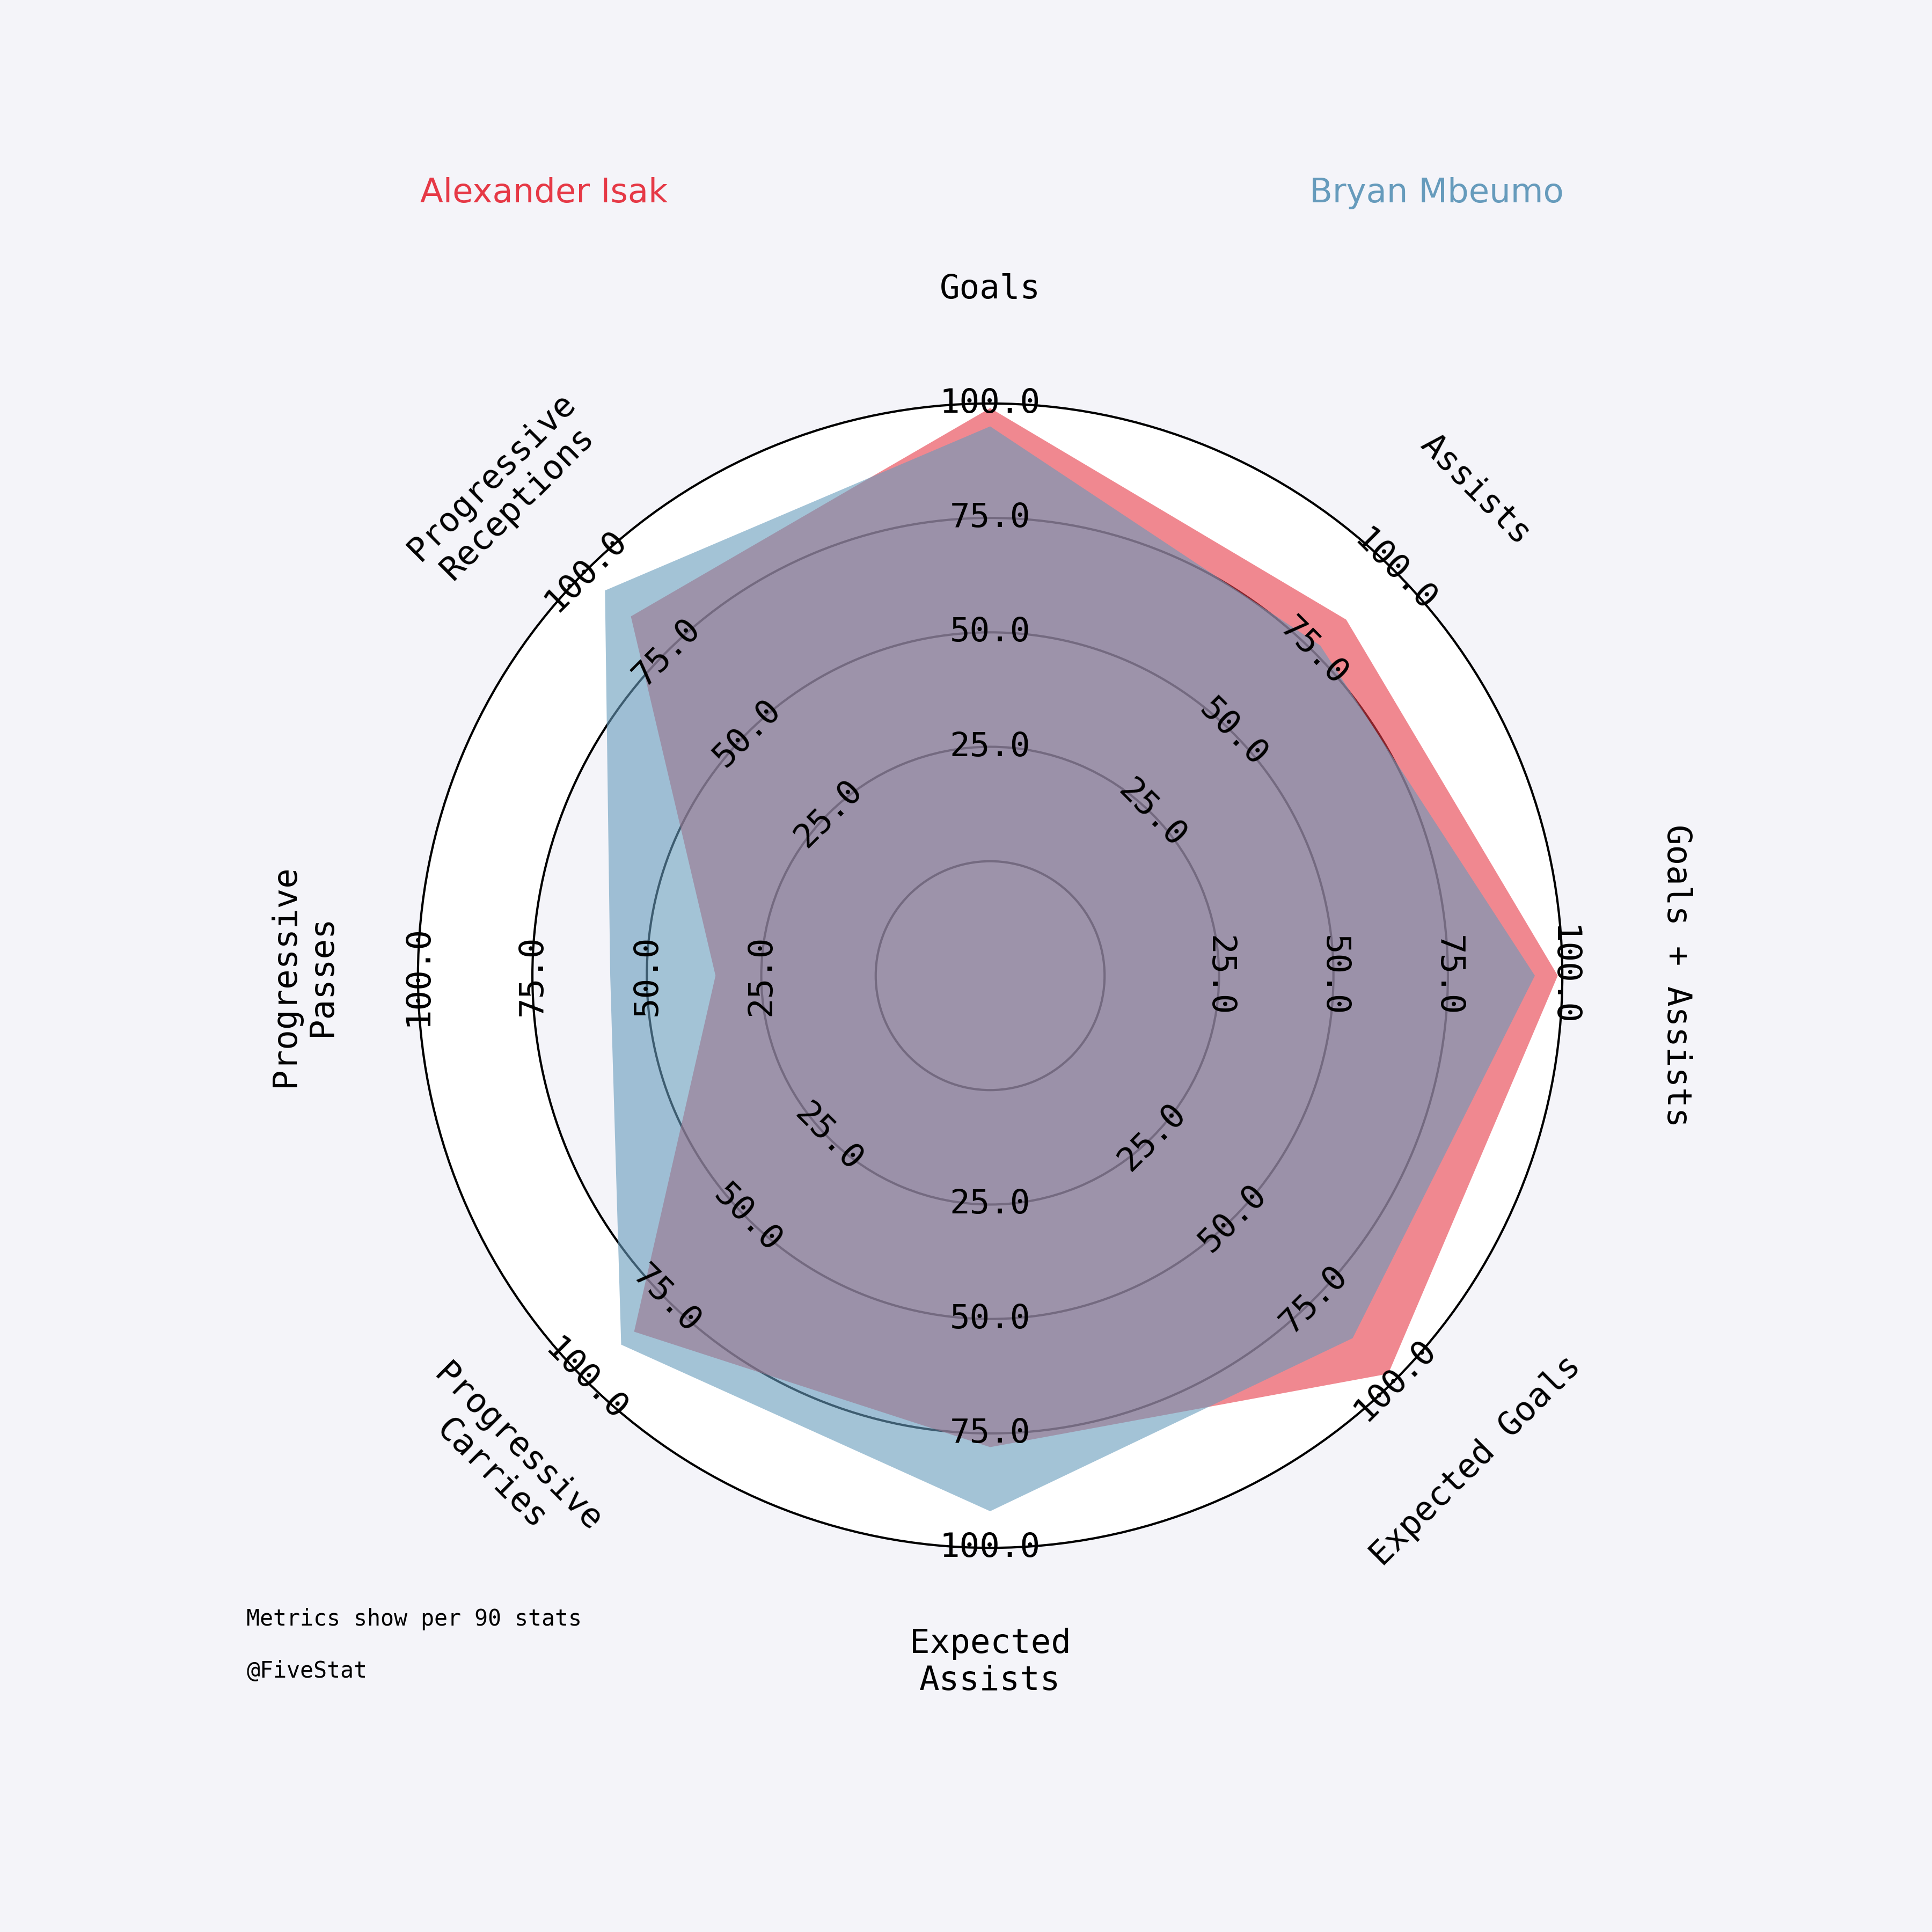 Alexander Isak
Bryan Mbeumo
Goals
Assists
Goals + Assists
Expected Goals
Expected
Assists
Progressive
Carries
Progressive
Passes
Progressive
Receptions
25.0
50.0
75.0
100.0
25.0
50.0
75.0
100.0
25.0
50.0
75.0
100.0
25.0
50.0
75.0
100.0
25.0
50.0
75.0
100.0
25.0
50.0
75.0
100.0
25.0
50.0
75.0
100.0
25.0
50.0
75.0
100.0
Metrics show per 90 stats
@FiveStat